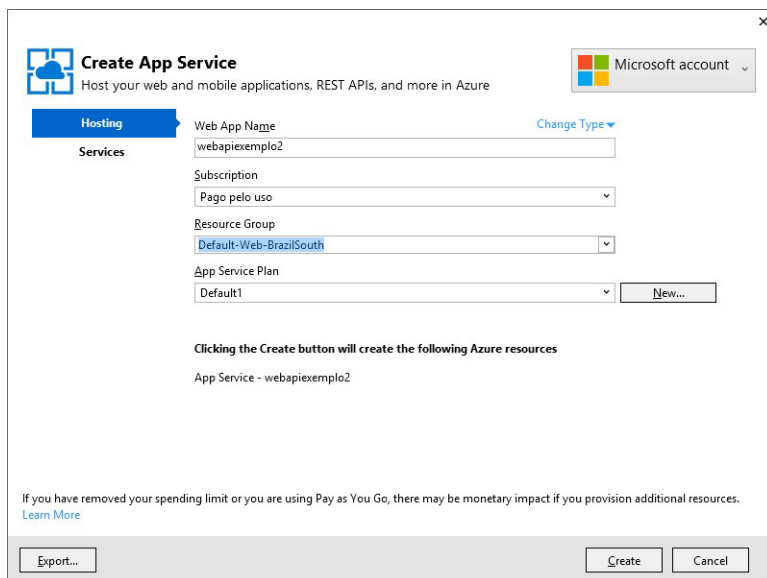 Create App Service
Host your web and mobile applications, REST APIs, and more in Azure
Microsoft account
Hosting
Services
Web App Name
Change Type
webapiexemplo2
Subscription
Pago pelo uso
Resource Group
Default-Web-BrazilSouth
App Service Plan
Default1
New...
Clicking the Create button will create the following Azure resources
App Service - webapiexemplo2
If you have removed your spending limit or you are using Pay as You Go, there may be monetary impact if you provision additional resources.
Learn More
Export...
Create
Cancel